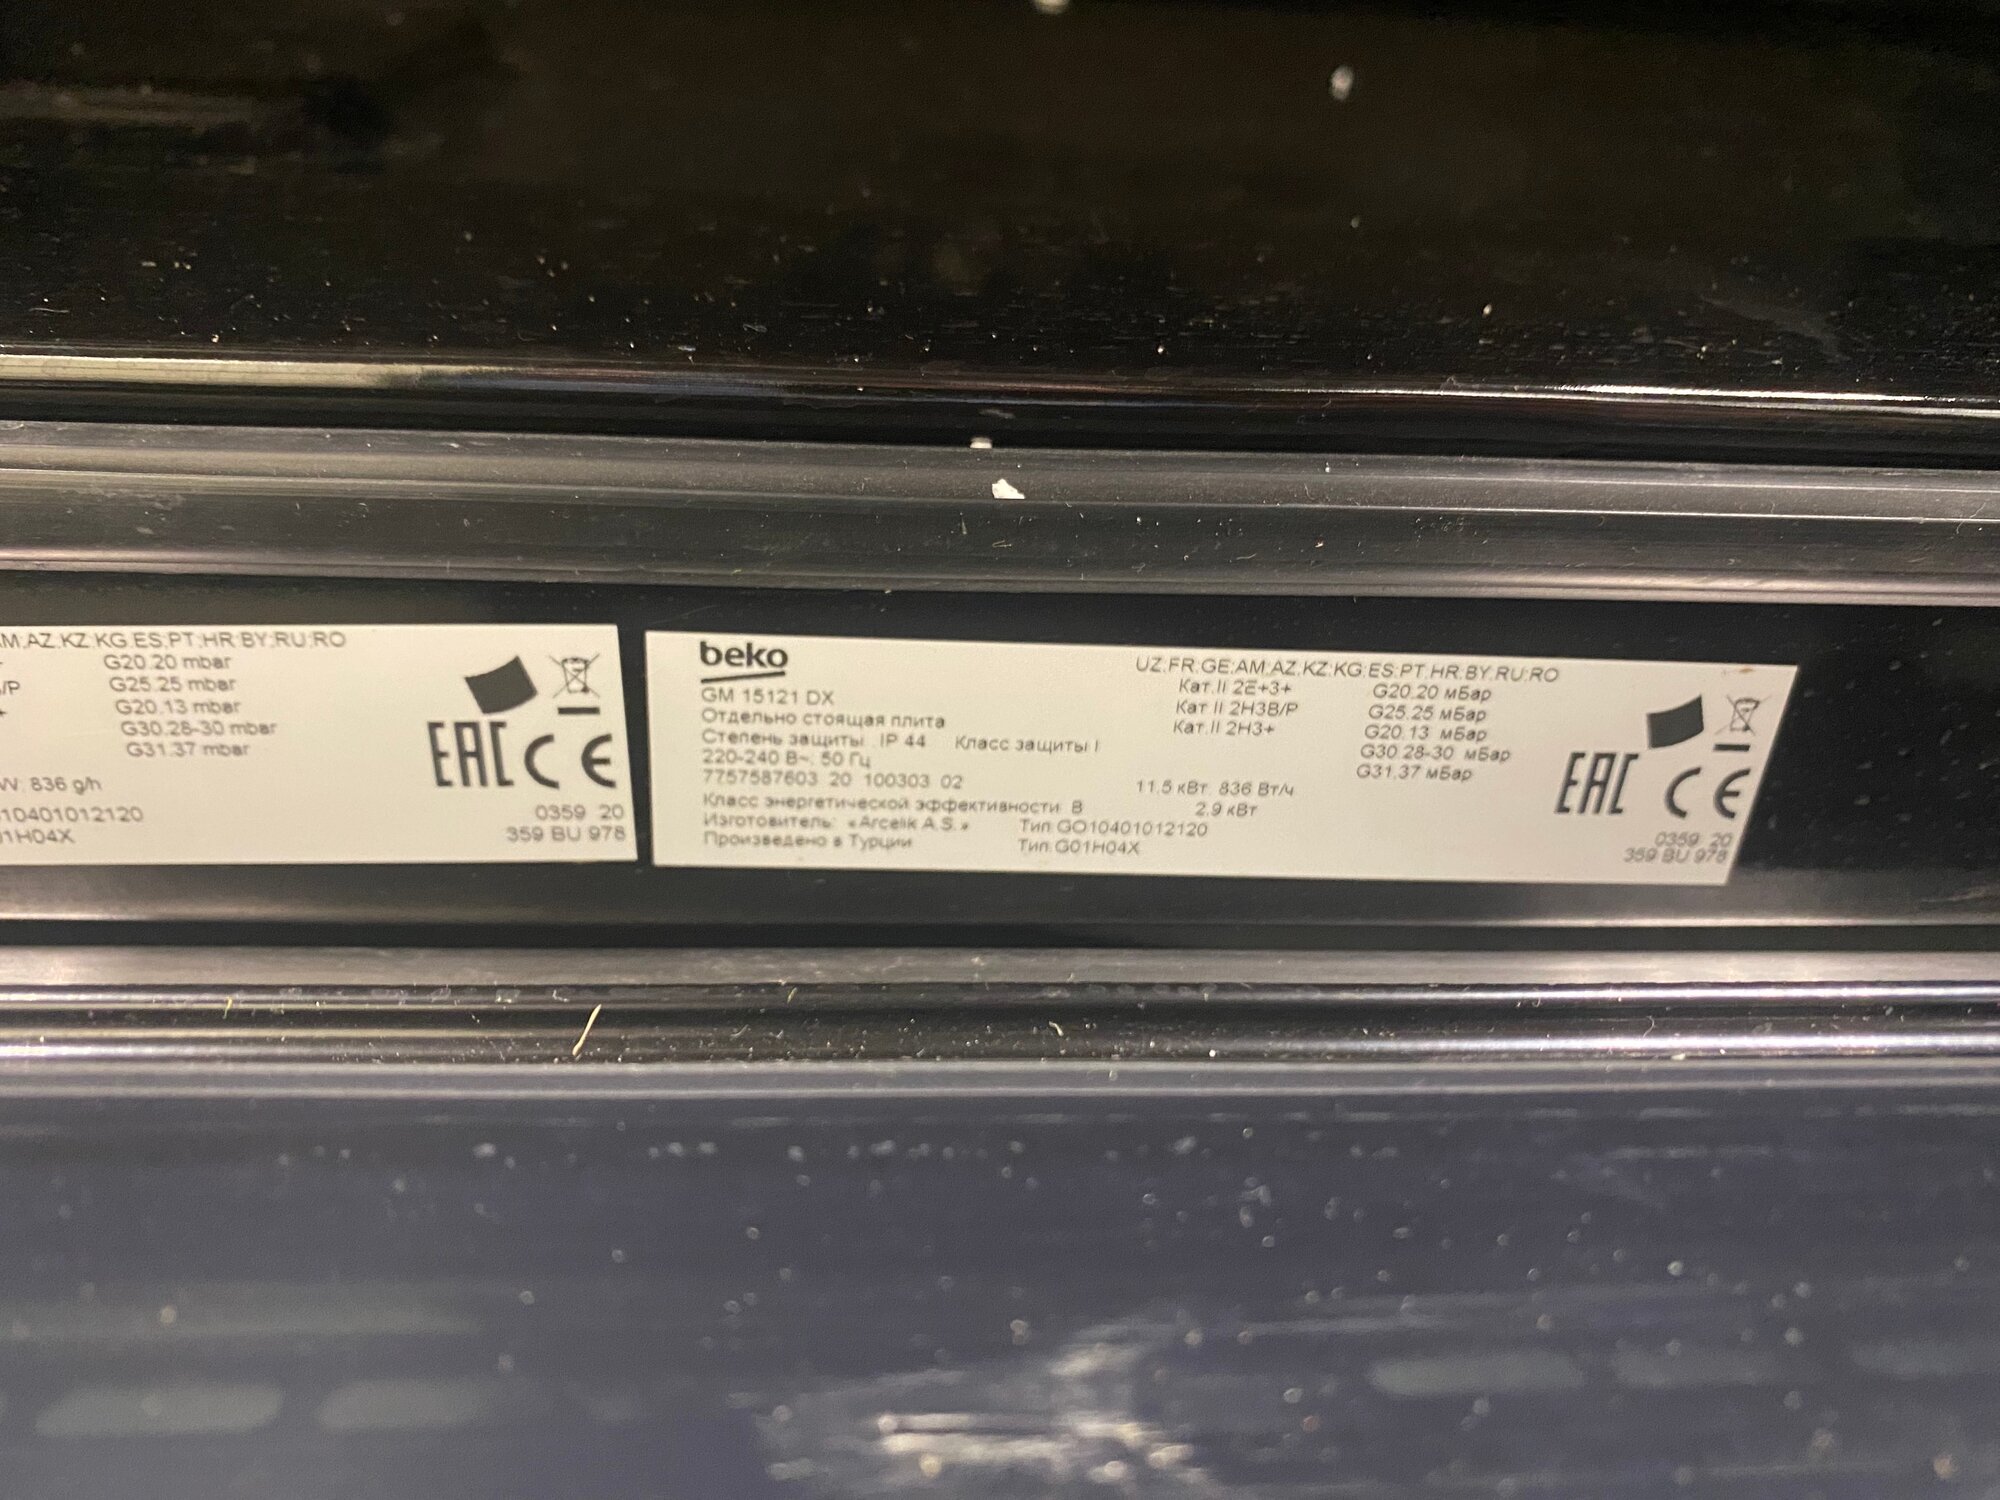 AM.AZ.KZ.KG.ES.PT.HR.BY.RU.RO
G20.20 mbar
/P G25.25 mbar
+ G20.13 mbar
G30.28-30 mbar
G31.37 mbar
W. 836 g/h
10401012120
01H04X
EAC CE
0359 20
359 BU 978
beko
GM 15121 DX
Отдельно стоящая плита
Степень защиты : IP 44 Класс защиты I
220-240 В~; 50 Гц
7757587603 20 100303 02
Класс энергетической эффективности В
Изготовитель: «Arcelik A.S.»
Произведено в Турции
UZ.FR.GE.AM.AZ.KZ.KG.ES.PT.HR.BY.RU.RO
Кат.II 2E+3+ G20.20 мБар
Кат.II 2H3B/P G25.25 мБар
Кат.II 2H3+ G20.13 мБар
G30.28-30 мБар
G31.37 мБар
11.5 кВт. 836 Вт/ч
2,9 кВт
Тип:GO10401012120
Тип:G01H04X
EAC CE
0359 20
359 BU 978